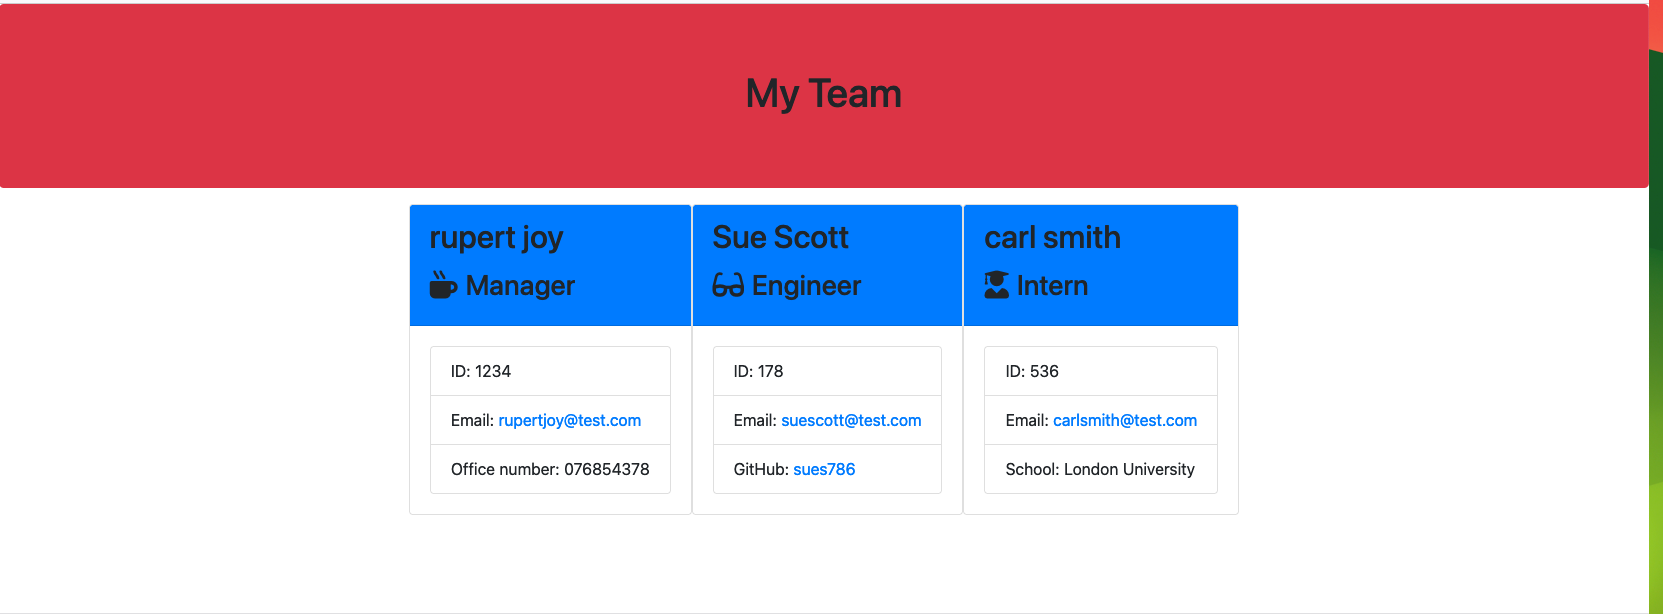 My Team
rupert joy
Manager
ID: 1234
Email: rupertjoy@test.com
Office number: 076854378
Sue Scott
Engineer
ID: 178
Email: suescott@test.com
GitHub: sues786
carl smith
Intern
ID: 536
Email: carlsmith@test.com
School: London University